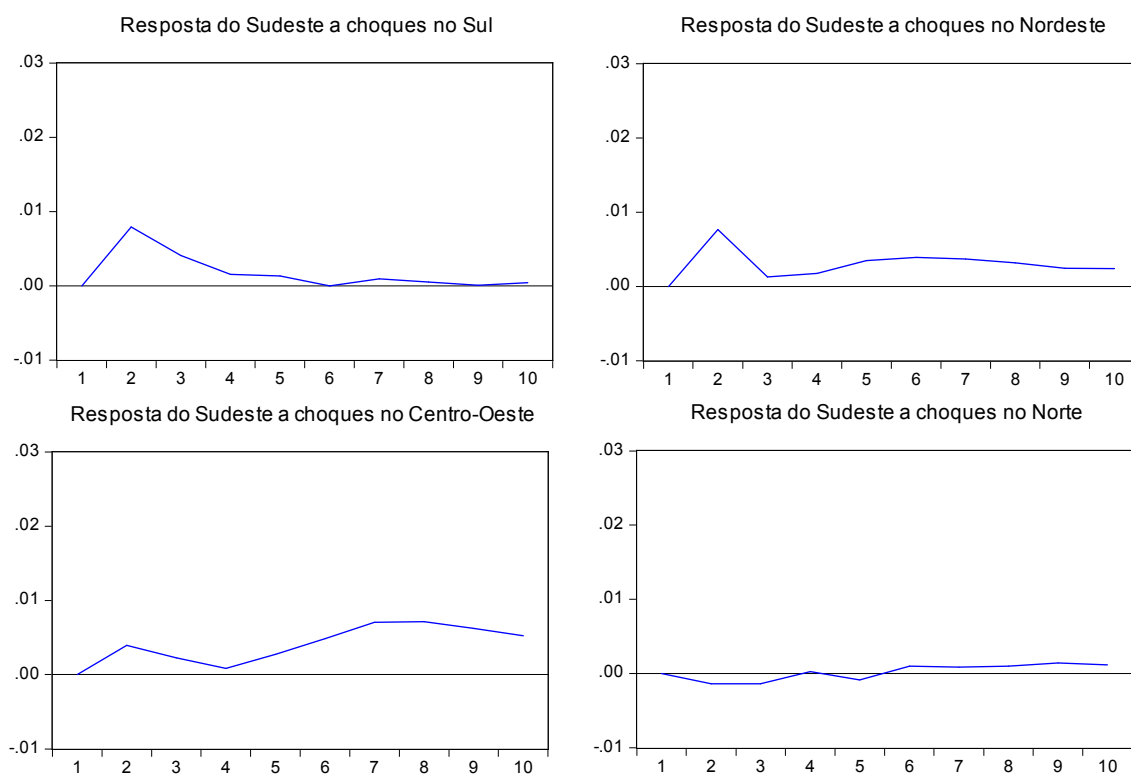 Resposta do Sudeste a choques no Sul
.03
.02
.01
.00
-.01
1 2 3 4 5 6 7 8 9 10
Resposta do Sudeste a choques no Nordeste
.03
.02
.01
.00
-.01
1 2 3 4 5 6 7 8 9 10
Resposta do Sudeste a choques no Centro-Oeste
.03
.02
.01
.00
-.01
1 2 3 4 5 6 7 8 9 10
Resposta do Sudeste a choques no Norte
.03
.02
.01
.00
-.01
1 2 3 4 5 6 7 8 9 10